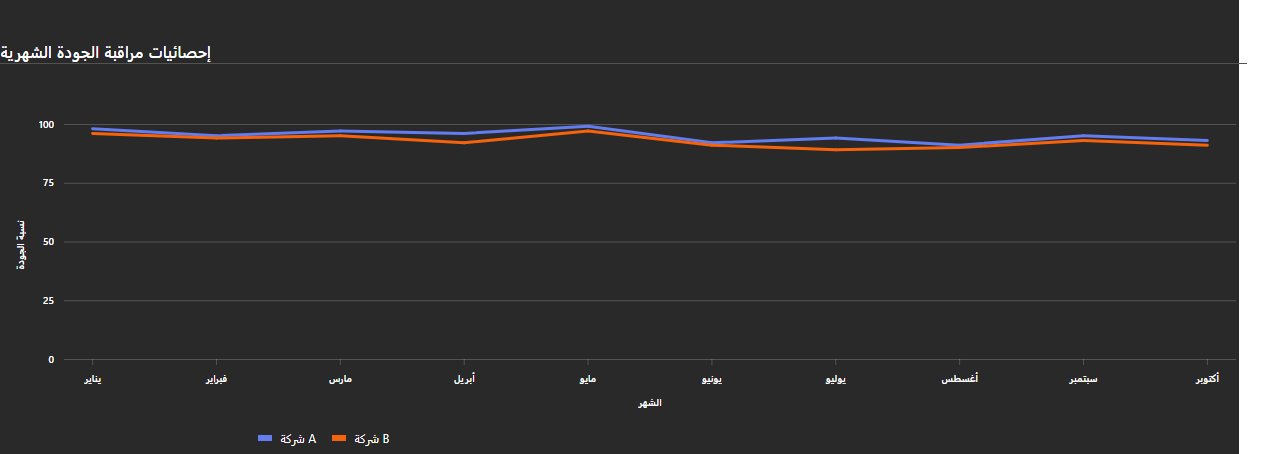 إحصائيات مراقبة الجودة الشهرية
100
75
50
25
0
نسبة الجودة
يناير
فبراير
مارس
أبريل
مايو
يونيو
يوليو
أغسطس
سبتمبر
أكتوبر
الشهر
شركة A
شركة B